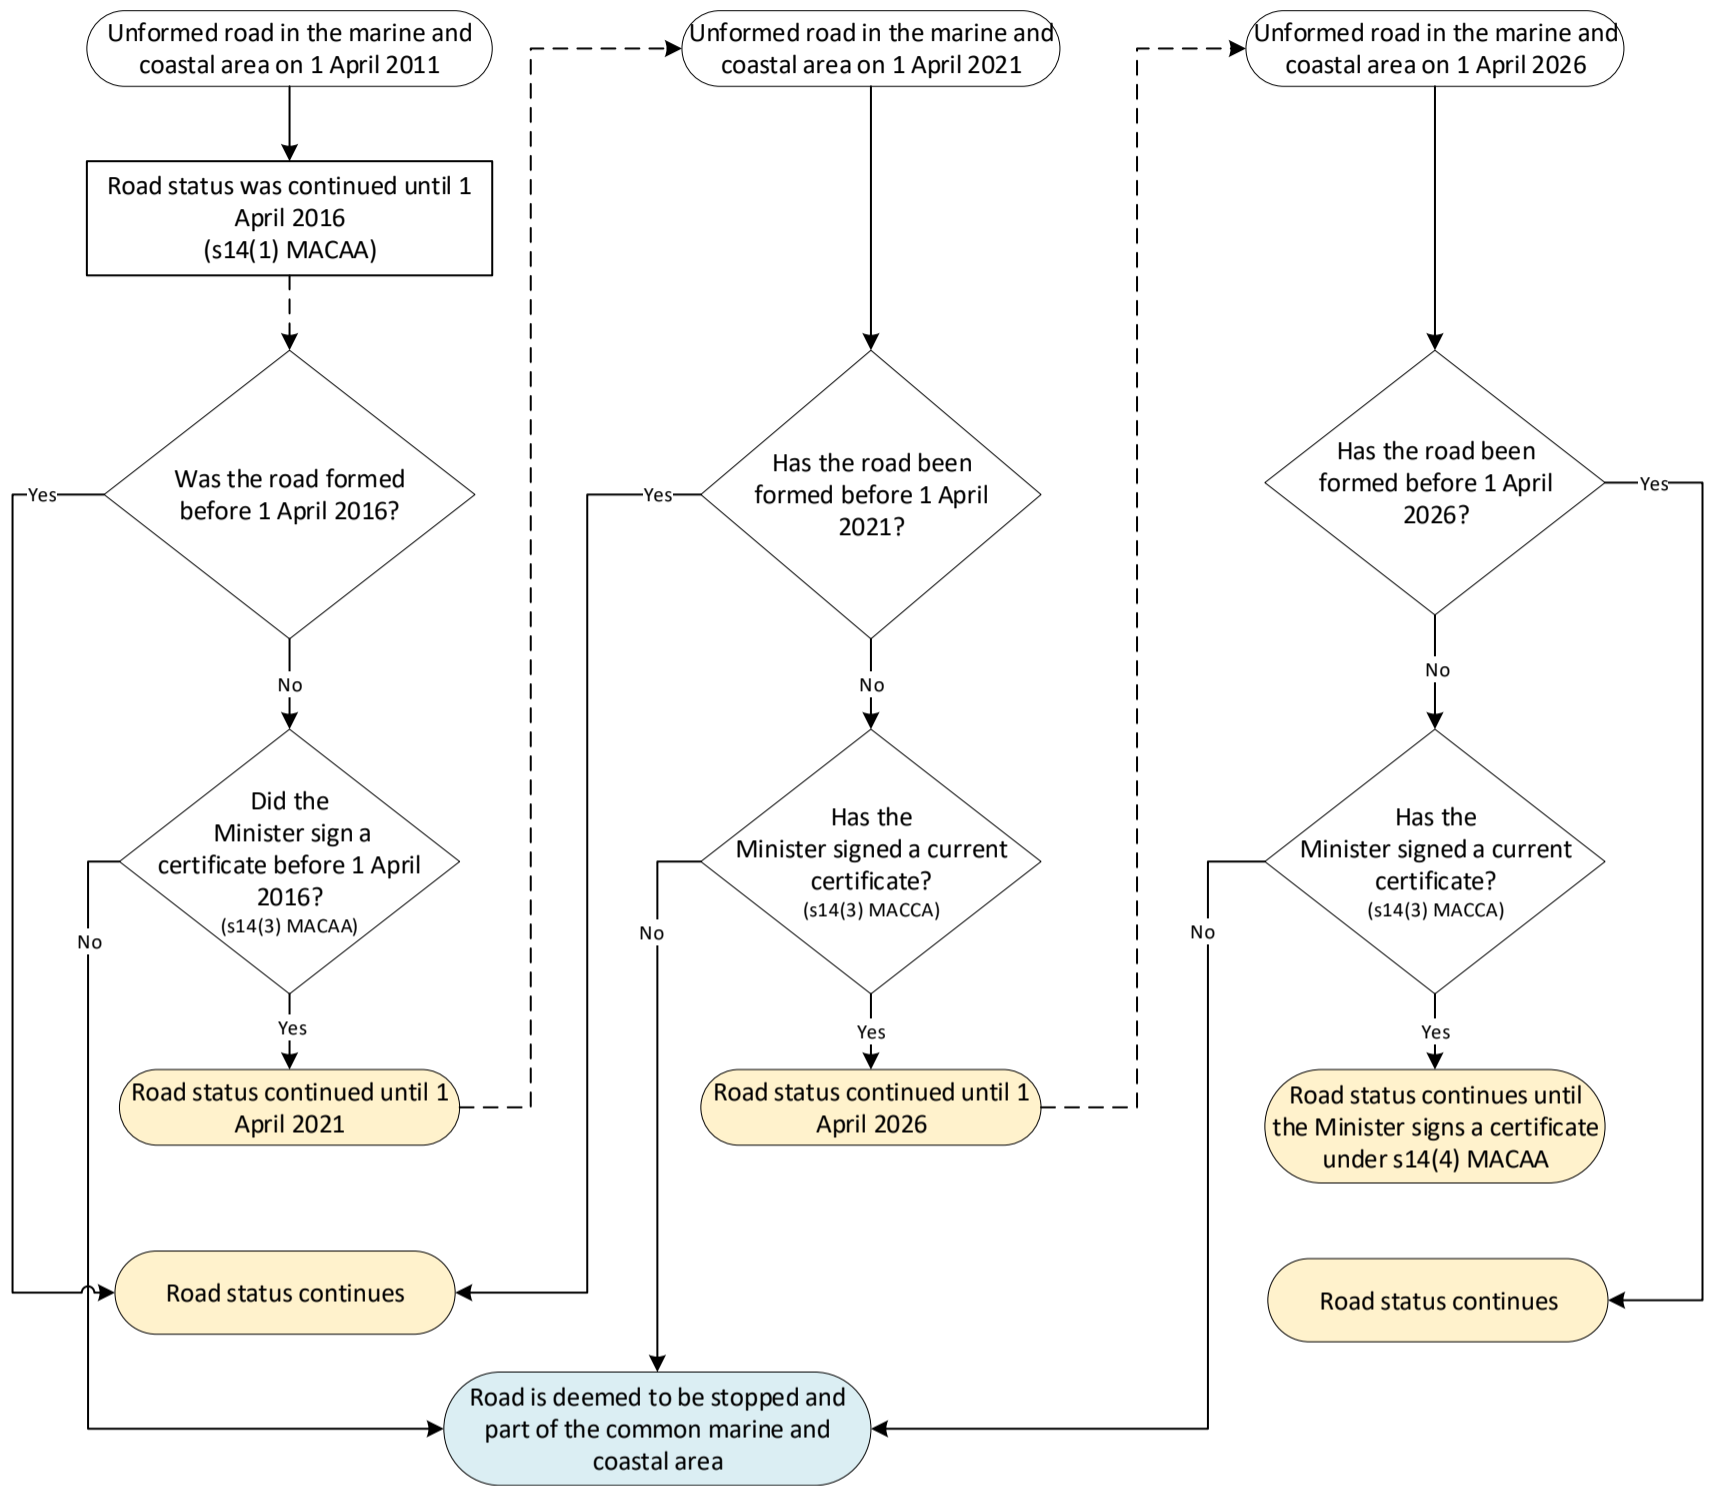 Unformed road in the marine and
coastal area on 1 April 2011
Road status was continued until 1
April 2016
(s14(1) MACAA)
Was the road formed
before 1 April 2016?
Yes
No
Did the
Minister sign a
certificate before 1 April
2016?
(s14(3) MACAA)
No
Yes
Road status continued until 1
April 2021
Road status continues
Unformed road in the marine and
coastal area on 1 April 2021
Has the road been
formed before 1 April
2021?
Yes
No
Has the
Minister signed a current
certificate?
(s14(3) MACCA)
No
Yes
Road status continued until 1
April 2026
Unformed road in the marine and
coastal area on 1 April 2026
Has the road been
formed before 1 April
2026?
Yes
No
Has the
Minister signed a current
certificate?
(s14(3) MACCA)
No
Yes
Road status continues until
the Minister signs a certificate
under s14(4) MACAA
Road status continues
Road is deemed to be stopped and
part of the common marine and
coastal area